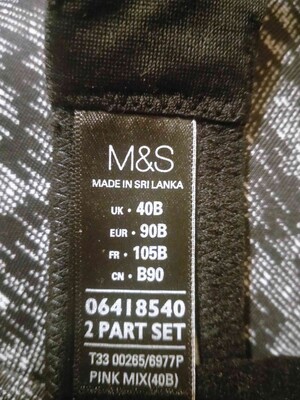 M&S
MADE IN SRI LANKA
UK • 40B
EUR • 90B
FR • 105B
CN • B90
06418540
2 PART SET
T33 00265/6977P
PINK MIX(40B)